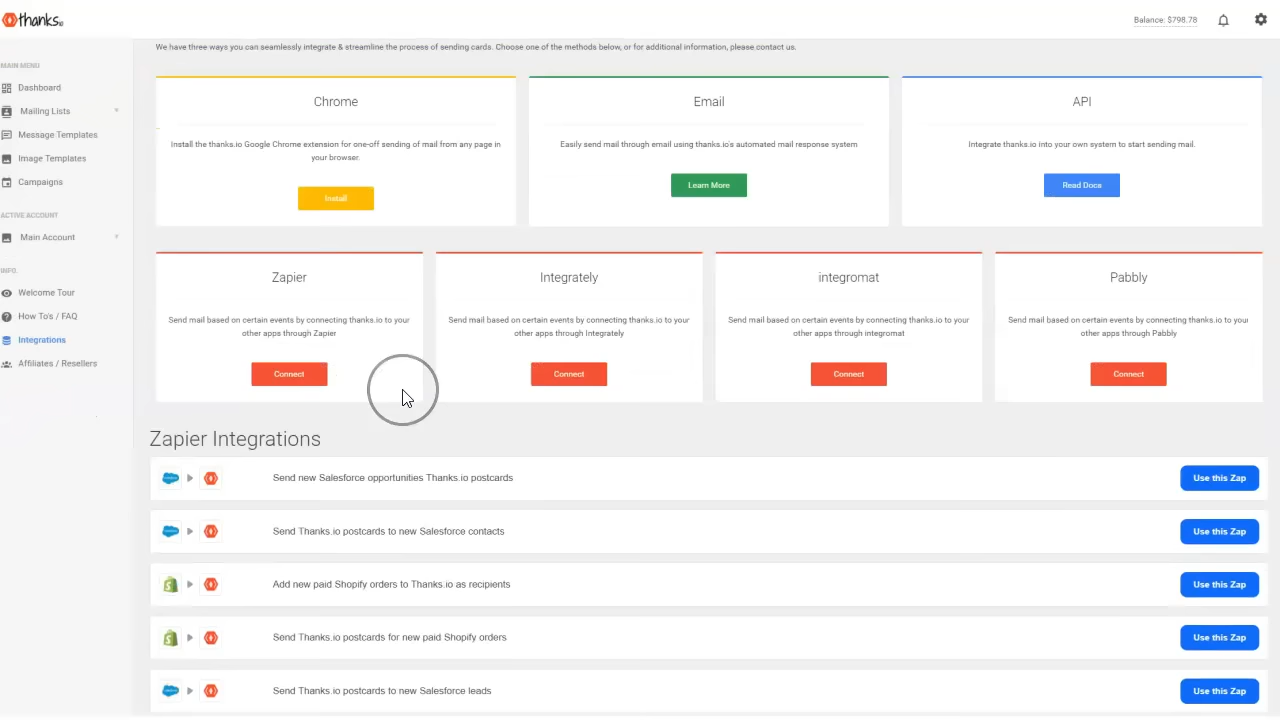 thanks.io
Balance: $798.78
We have three ways you can seamlessly integrate & streamline the process of sending cards. Choose one of the methods below, or for additional information, please contact us.
MAIN MENU
Dashboard
Mailing Lists
Message Templates
Image Templates
Campaigns
ACTIVE ACCOUNT
Main Account
INFO.
Welcome Tour
How To's / FAQ
Integrations
Affiliates / Resellers
Chrome
Install the thanks.io Google Chrome extension for one-off sending of mail from any page in
your browser.
Install
Email
Easily send mail through email using thanks.io's automated mail response system
Learn More
API
Integrate thanks.io into your own system to start sending mail.
Read Docs
Zapier
Send mail based on certain events by connecting thanks.io to your
other apps through Zapier
Connect
Integrately
Send mail based on certain events by connecting thanks.io to your
other apps through Integrately
Connect
integromat
Send mail based on certain events by connecting thanks.io to your
other apps through integromat
Connect
Pabbly
Send mail based on certain events by connecting thanks.io to your
other apps through Pabbly
Connect
Zapier Integrations
Send new Salesforce opportunities Thanks.io postcards
Use this Zap
Send Thanks.io postcards to new Salesforce contacts
Use this Zap
Add new paid Shopify orders to Thanks.io as recipients
Use this Zap
Send Thanks.io postcards for new paid Shopify orders
Use this Zap
Send Thanks.io postcards to new Salesforce leads
Use this Zap